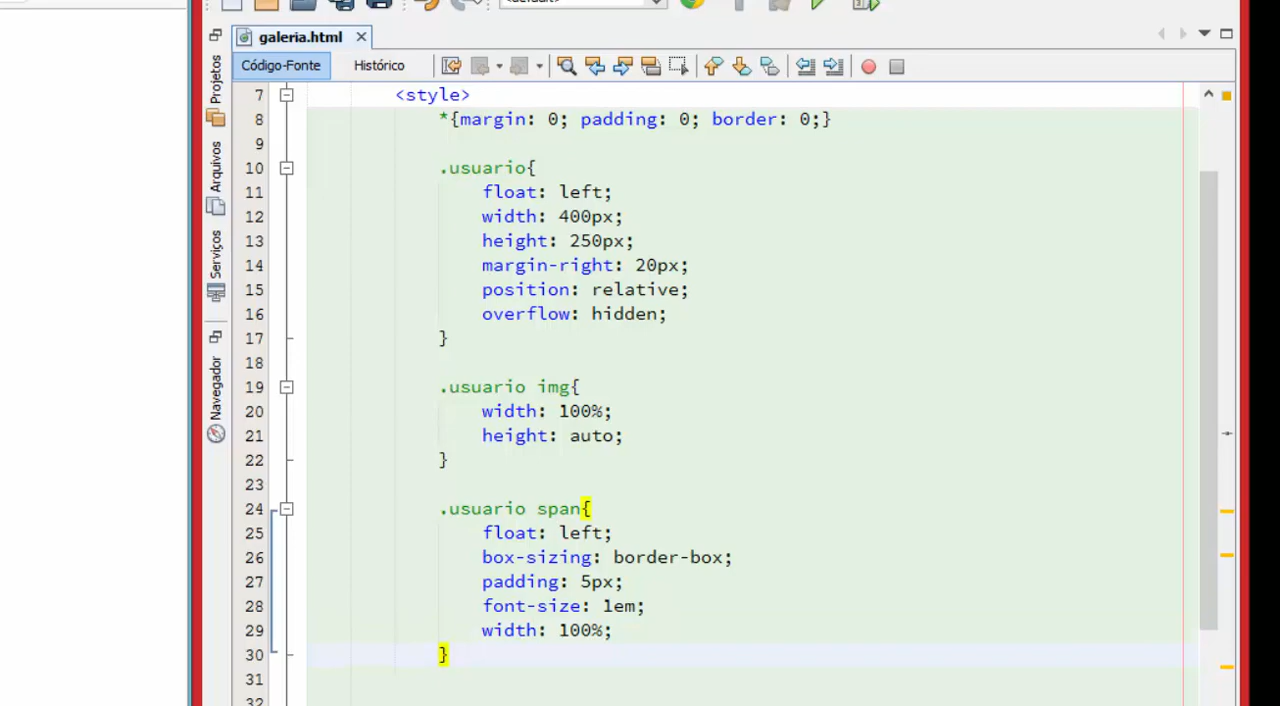 <default>
galeria.html
Código-Fonte Histórico
Projetos
Arquivos
Serviços
Navegador
7 <style>
8 *{margin: 0; padding: 0; border: 0;}
9
10 .usuario{
11 float: left;
12 width: 400px;
13 height: 250px;
14 margin-right: 20px;
15 position: relative;
16 overflow: hidden;
17 }
18
19 .usuario img{
20 width: 100%;
21 height: auto;
22 }
23
24 .usuario span{
25 float: left;
26 box-sizing: border-box;
27 padding: 5px;
28 font-size: 1em;
29 width: 100%;
30 }
31
32